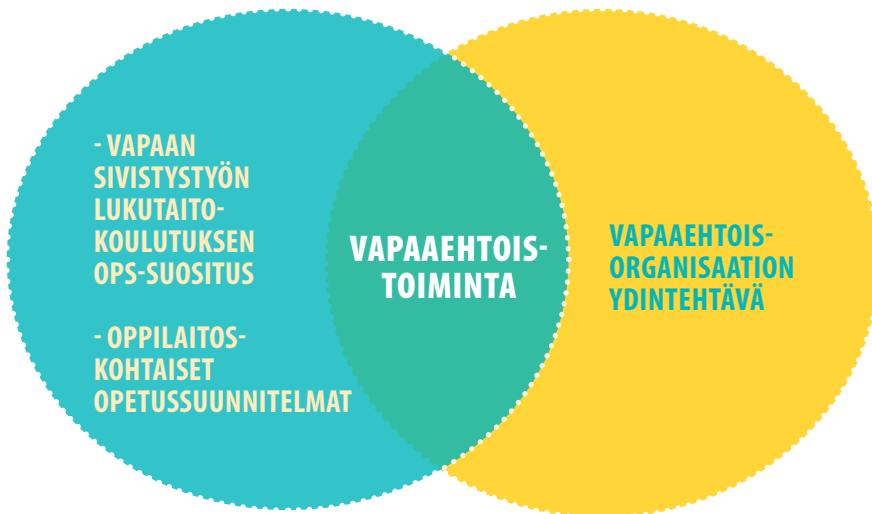 - VAPAAN
SIVISTYSTYÖN
LUKUTAITO-
KOULUTUKSEN
OPS-SUOSITUS
- OPPILAITOS-
KOHTAISET
OPETUSSUUNNITELMAT
VAPAAEHTOIS-
TOIMINTA
VAPAAEHTOIS-
ORGANISAATION
YDINTEHTÄVÄ